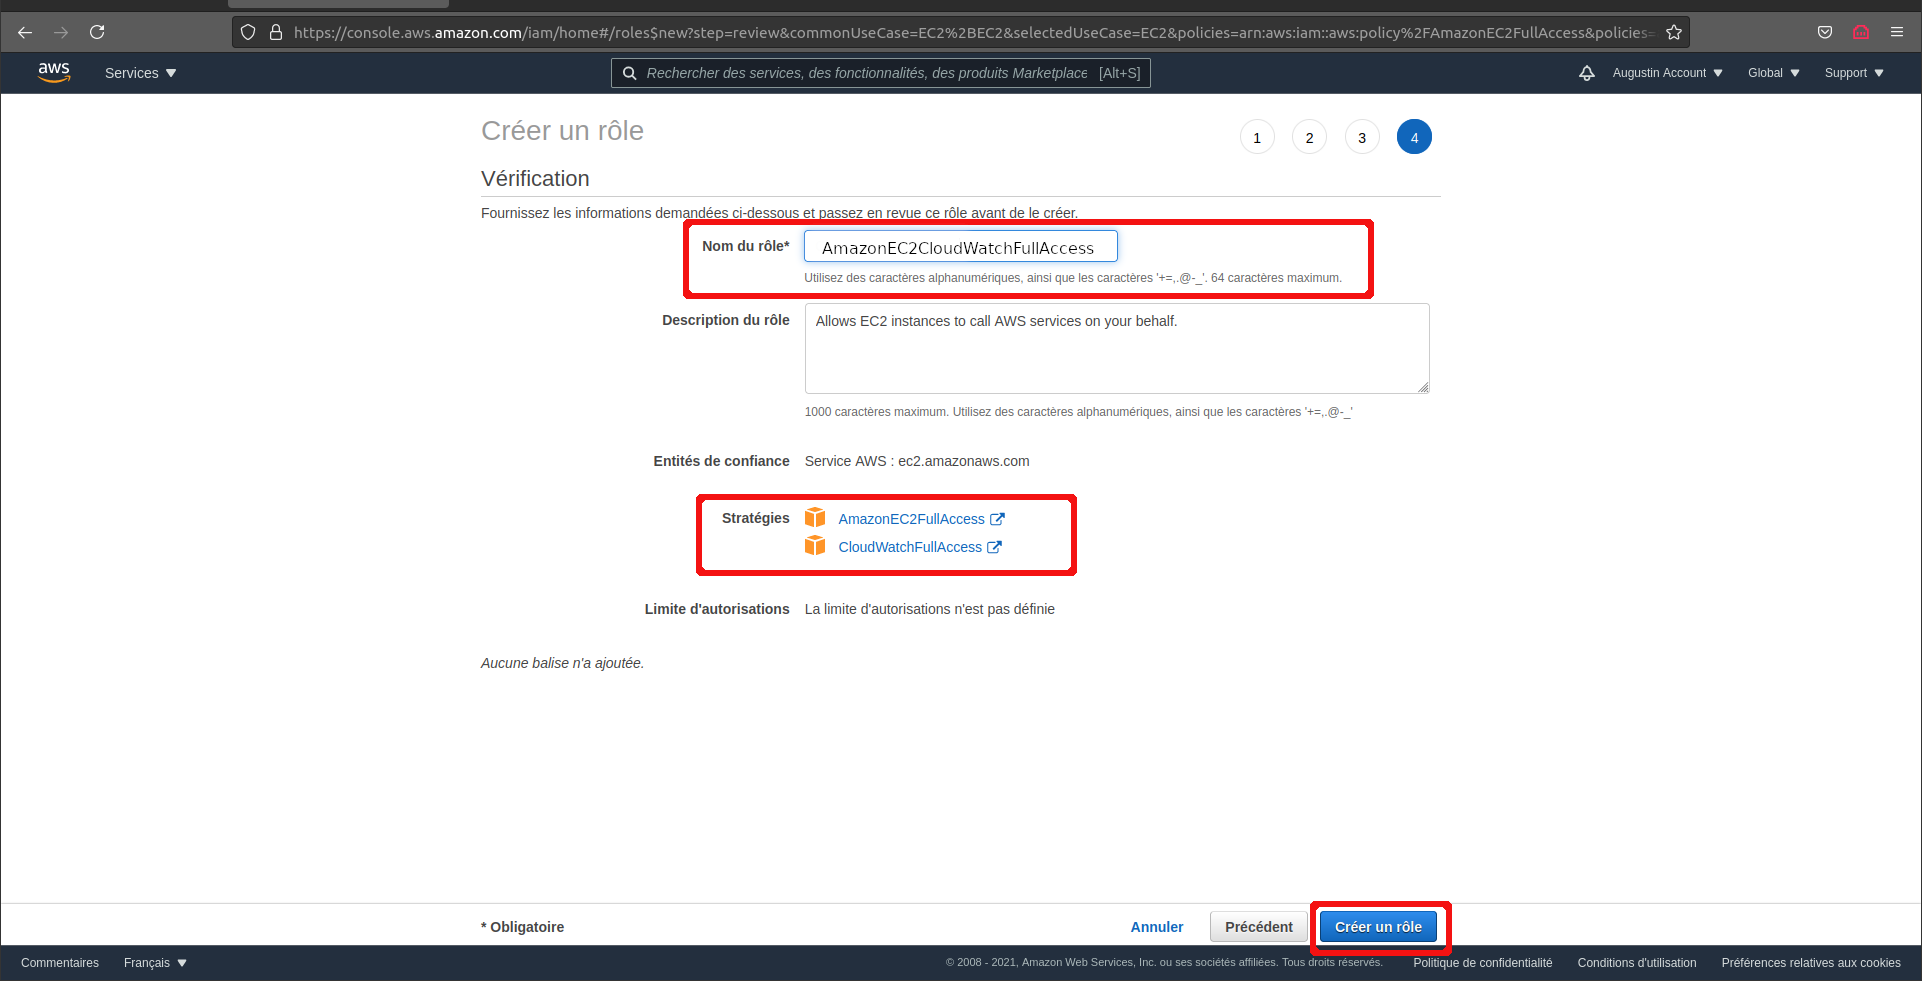 https://console.aws.amazon.com/iam/home#/roles$new?step=review&commonUseCase=EC2%2BEC2&selectedUseCase=EC2&policies=arn:aws:iam::aws:policy%2FAmazonEC2FullAccess&policies=
aws Services Rechercher des services, des fonctionnalités, des produits Marketplace [Alt+S] Augustin Account Global Support
Créer un rôle 1 2 3 4
Vérification
Fournissez les informations demandées ci-dessous et passez en revue ce rôle avant de le créer.
Nom du rôle* AmazonEC2CloudWatchFullAccess
Utilisez des caractères alphanumériques, ainsi que les caractères '+=,.@-_'. 64 caractères maximum.
Description du rôle Allows EC2 instances to call AWS services on your behalf.
1000 caractères maximum. Utilisez des caractères alphanumériques, ainsi que les caractères '+=,.@-_'
Entités de confiance Service AWS : ec2.amazonaws.com
Stratégies AmazonEC2FullAccess
CloudWatchFullAccess
Limite d'autorisations La limite d'autorisations n'est pas définie
Aucune balise n'a ajoutée.
* Obligatoire Annuler Précédent Créer un rôle
Commentaires Français © 2008 - 2021, Amazon Web Services, Inc. ou ses sociétés affiliées. Tous droits réservés. Politique de confidentialité Conditions d'utilisation Préférences relatives aux cookies